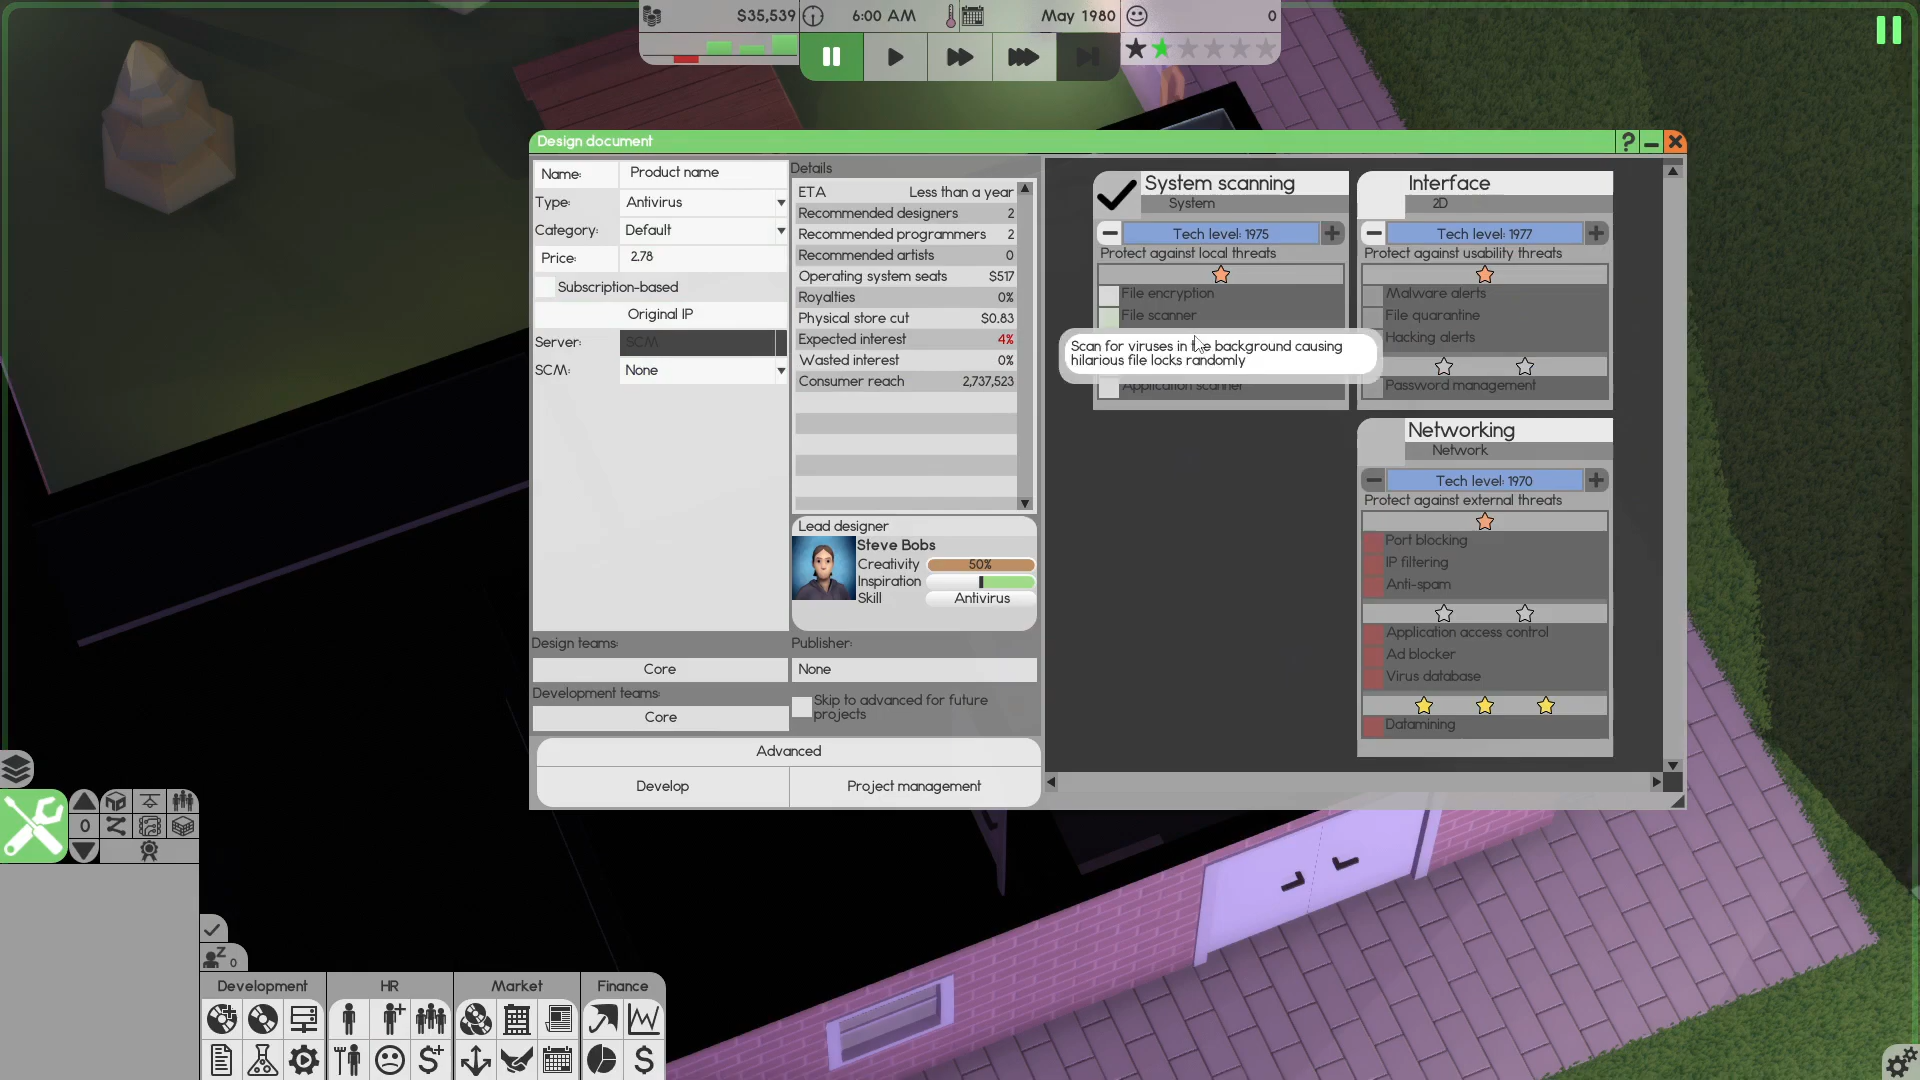 $35,539
6:00 AM
May 1980
0
Design document
?
Name:
Product name
Type:
Antivirus
Category:
Default
Price:
2.78
Subscription-based
Original IP
Server:
SCM
SCM:
None
Details
ETA
Less than a year
Recommended designers
2
Recommended programmers
2
Recommended artists
0
Operating system seats
$517
Royalties
0%
Physical store cut
$0.83
Expected interest
4%
Wasted interest
0%
Consumer reach
2,737,523
Lead designer
Steve Bobs
Creativity
50%
Inspiration
Skill
Antivirus
Design teams:
Core
Development teams:
Core
Publisher:
None
Skip to advanced for future
projects
Advanced
Develop
Project management
System scanning
System
Tech level: 1975
Protect against local threats
File encryption
File scanner
Scan for viruses in the background causing
hilarious file locks randomly
Application scanner
Interface
2D
Tech level: 1977
Protect against usability threats
Malware alerts
File quarantine
Hacking alerts
Password management
Networking
Network
Tech level: 1970
Protect against external threats
Port blocking
IP filtering
Anti-spam
Application access control
Ad blocker
Virus database
Datamining
0
0
Development
HR
Market
Finance